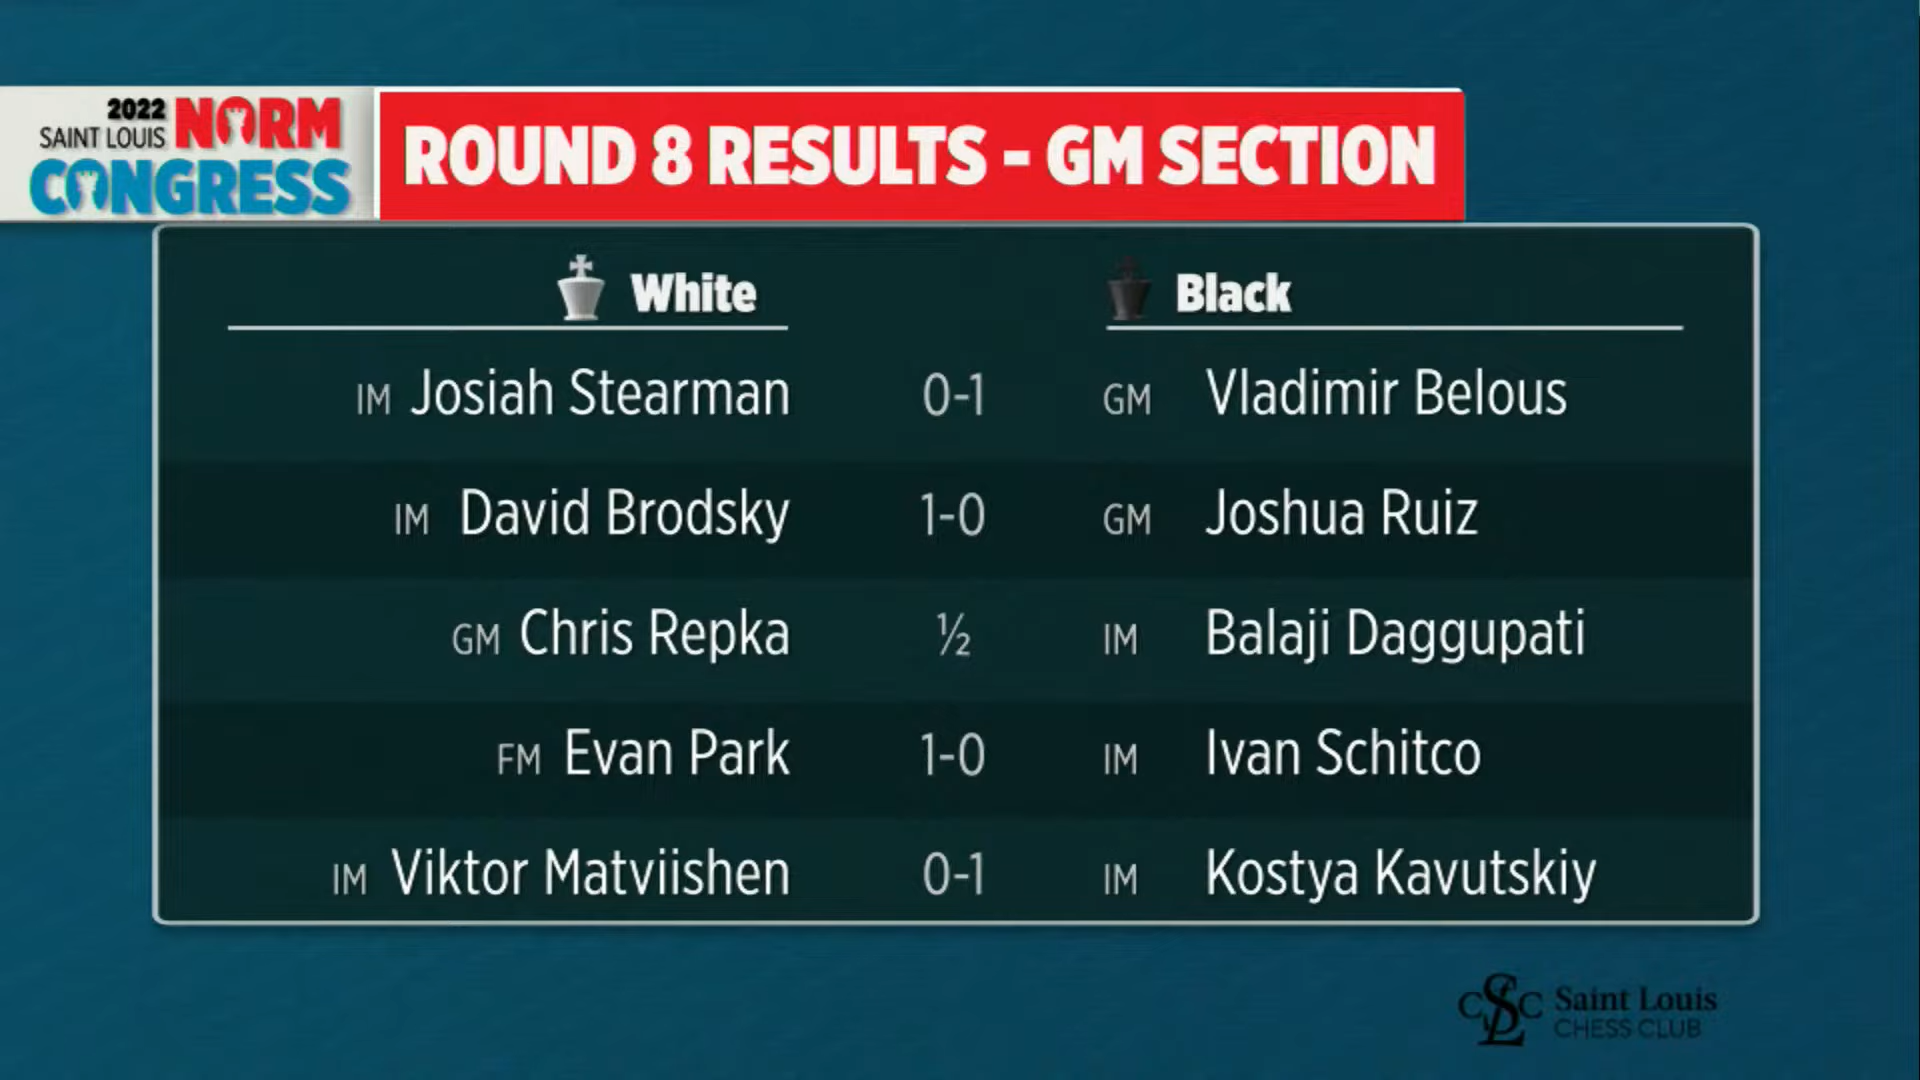 2022
SAINT LOUIS NORM
CONGRESS
ROUND 8 RESULTS - GM SECTION
White Black
IM Josiah Stearman 0-1 GM Vladimir Belous
IM David Brodsky 1-0 GM Joshua Ruiz
GM Chris Repka ½ IM Balaji Daggupati
FM Evan Park 1-0 IM Ivan Schitco
IM Viktor Matviishen 0-1 IM Kostya Kavutskiy
CSLC Saint Louis
CHESS CLUB